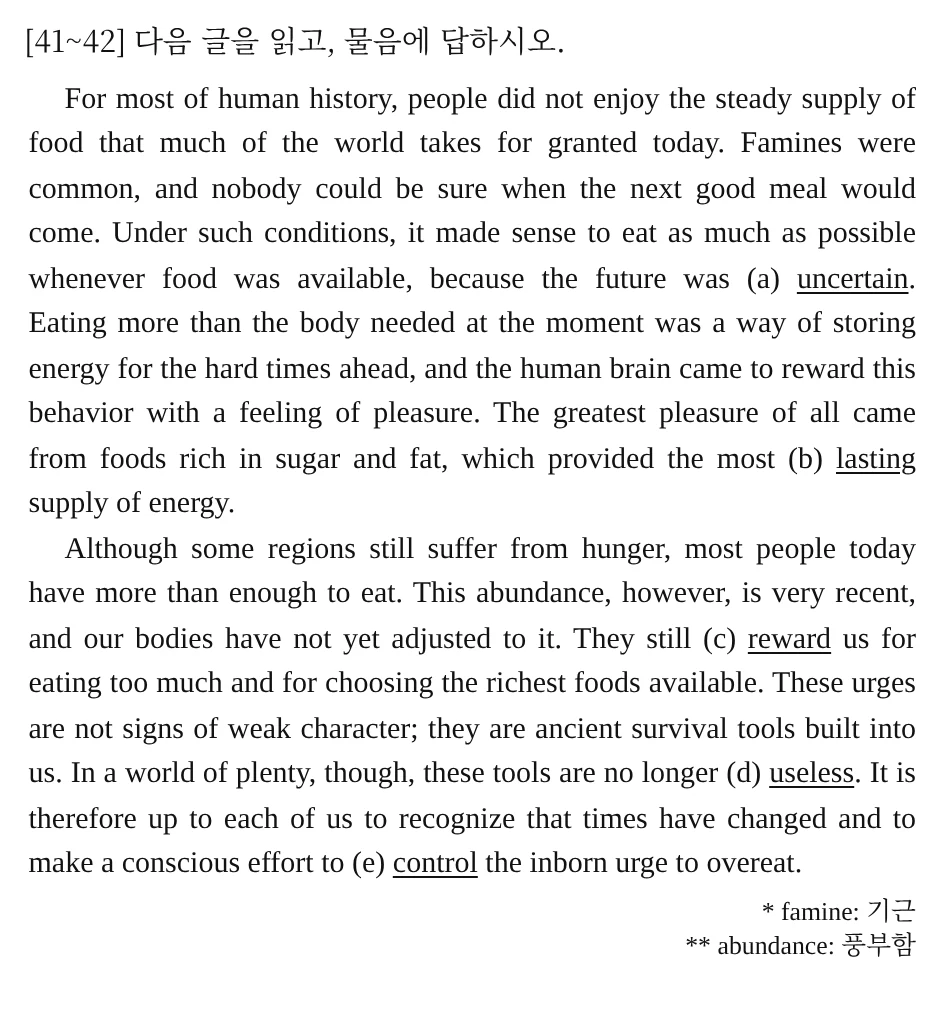 [41~42] 다음 글을 읽고, 물음에 답하시오.
For most of human history, people did not enjoy the steady supply of
food that much of the world takes for granted today. Famines were
common, and nobody could be sure when the next good meal would
come. Under such conditions, it made sense to eat as much as possible
whenever food was available, because the future was (a) uncertain.
Eating more than the body needed at the moment was a way of storing
energy for the hard times ahead, and the human brain came to reward this
behavior with a feeling of pleasure. The greatest pleasure of all came
from foods rich in sugar and fat, which provided the most (b) lasting
supply of energy.
Although some regions still suffer from hunger, most people today
have more than enough to eat. This abundance, however, is very recent,
and our bodies have not yet adjusted to it. They still (c) reward us for
eating too much and for choosing the richest foods available. These urges
are not signs of weak character; they are ancient survival tools built into
us. In a world of plenty, though, these tools are no longer (d) useless. It is
therefore up to each of us to recognize that times have changed and to
make a conscious effort to (e) control the inborn urge to overeat.
* famine: 기근
** abundance: 풍부함